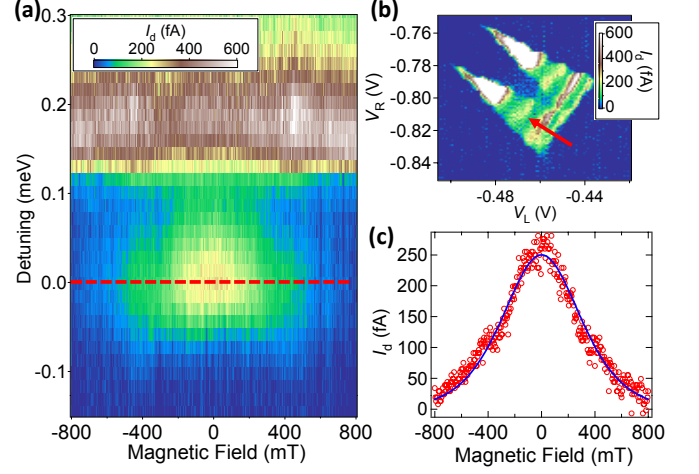 (a)
I_d (fA)
0 200 400 600
Detuning (meV)
0.3
0.2
0.1
0.0
-0.1
-800 -400 0 400 800
Magnetic Field (mT)
(b)
V_R (V)
-0.76
-0.80
-0.82
-0.84
-0.48 -0.44
V_L (V)
600
400
200
0
I_d (fA)
(c)
I_d (fA)
250
200
150
100
50
0
-800 -400 0 400 800
Magnetic Field (mT)